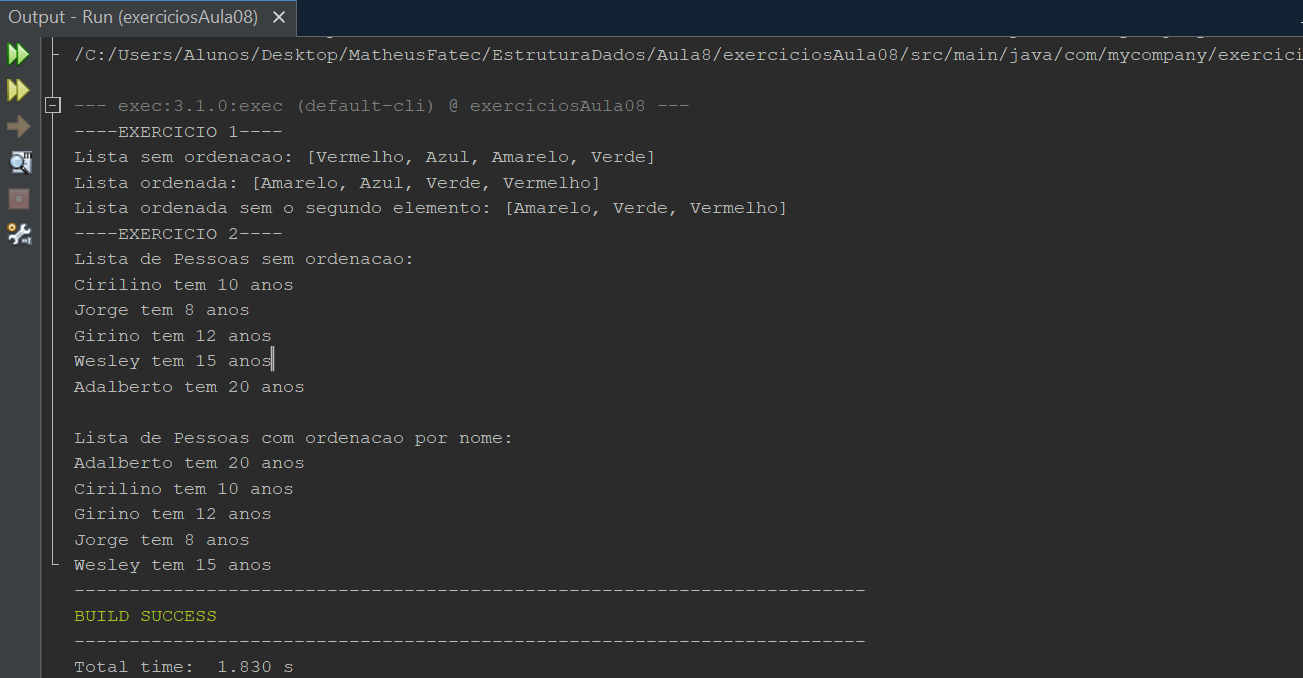 Output - Run (exerciciosAula08)
/C:/Users/Alunos/Desktop/MatheusFatec/EstruturaDados/Aula8/exerciciosAula08/src/main/java/com/mycompany/exercici
--- exec:3.1.0:exec (default-cli) @ exerciciosAula08 ---
----EXERCICIO 1----
Lista sem ordenacao: [Vermelho, Azul, Amarelo, Verde]
Lista ordenada: [Amarelo, Azul, Verde, Vermelho]
Lista ordenada sem o segundo elemento: [Amarelo, Verde, Vermelho]
----EXERCICIO 2----
Lista de Pessoas sem ordenacao:
Cirilino tem 10 anos
Jorge tem 8 anos
Girino tem 12 anos
Wesley tem 15 anos
Adalberto tem 20 anos
Lista de Pessoas com ordenacao por nome:
Adalberto tem 20 anos
Cirilino tem 10 anos
Girino tem 12 anos
Jorge tem 8 anos
Wesley tem 15 anos
------------------------------------------------------------------------
BUILD SUCCESS
------------------------------------------------------------------------
Total time:  1.830 s